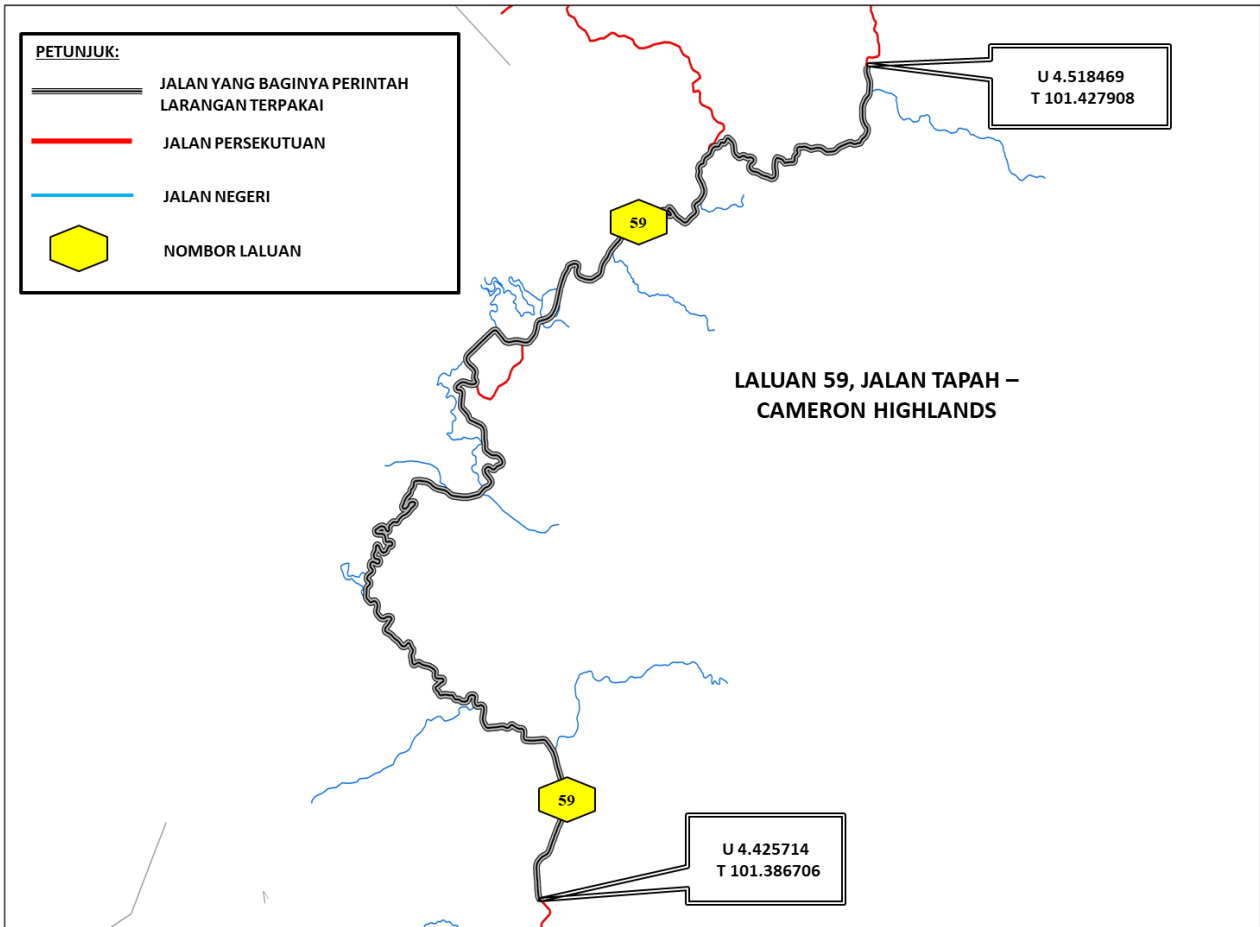 PETUNJUK:
JALAN YANG BAGINYA PERINTAH
LARANGAN TERPAKAI
JALAN PERSEKUTUAN
JALAN NEGERI
59
NOMBOR LALUAN
U 4.518469
T 101.427908
59
LALUAN 59, JALAN TAPAH –
CAMERON HIGHLANDS
59
U 4.425714
T 101.386706